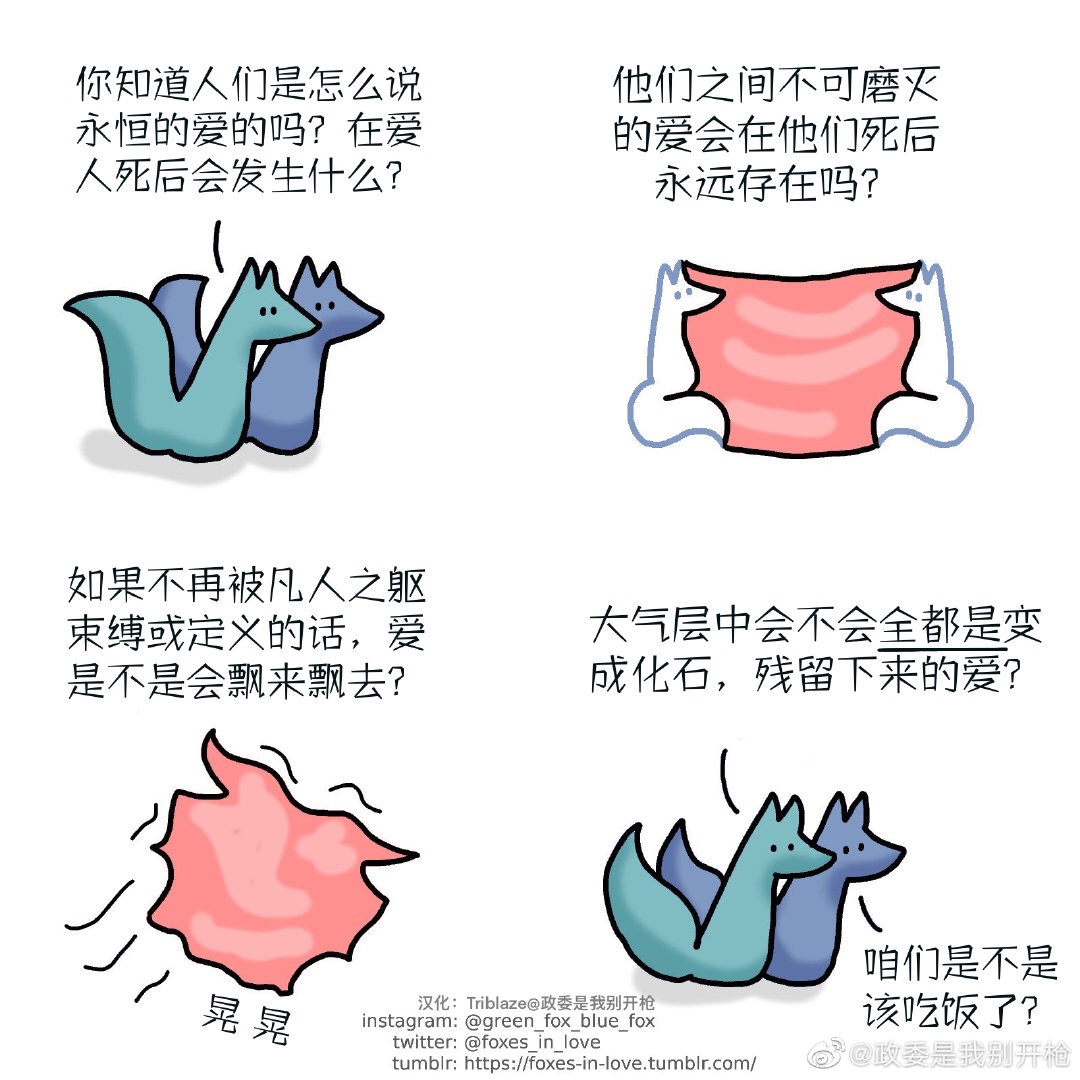 你知道人们是怎么说
永恒的爱的吗？在爱
人死后会发生什么？
他们之间不可磨灭
的爱会在他们死后
永远存在吗？
如果不再被凡人之躯
束缚或定义的话，爱
是不是会飘来飘去？
晃晃
大气层中会不会全都是变
成化石，残留下来的爱？
咱们是不是
该吃饭了？
汉化：Triblaze@政委是我别开枪
instagram: @green_fox_blue_fox
twitter: @foxes_in_love
tumblr: https://foxes-in-love.tumblr.com/
@政委是我别开枪